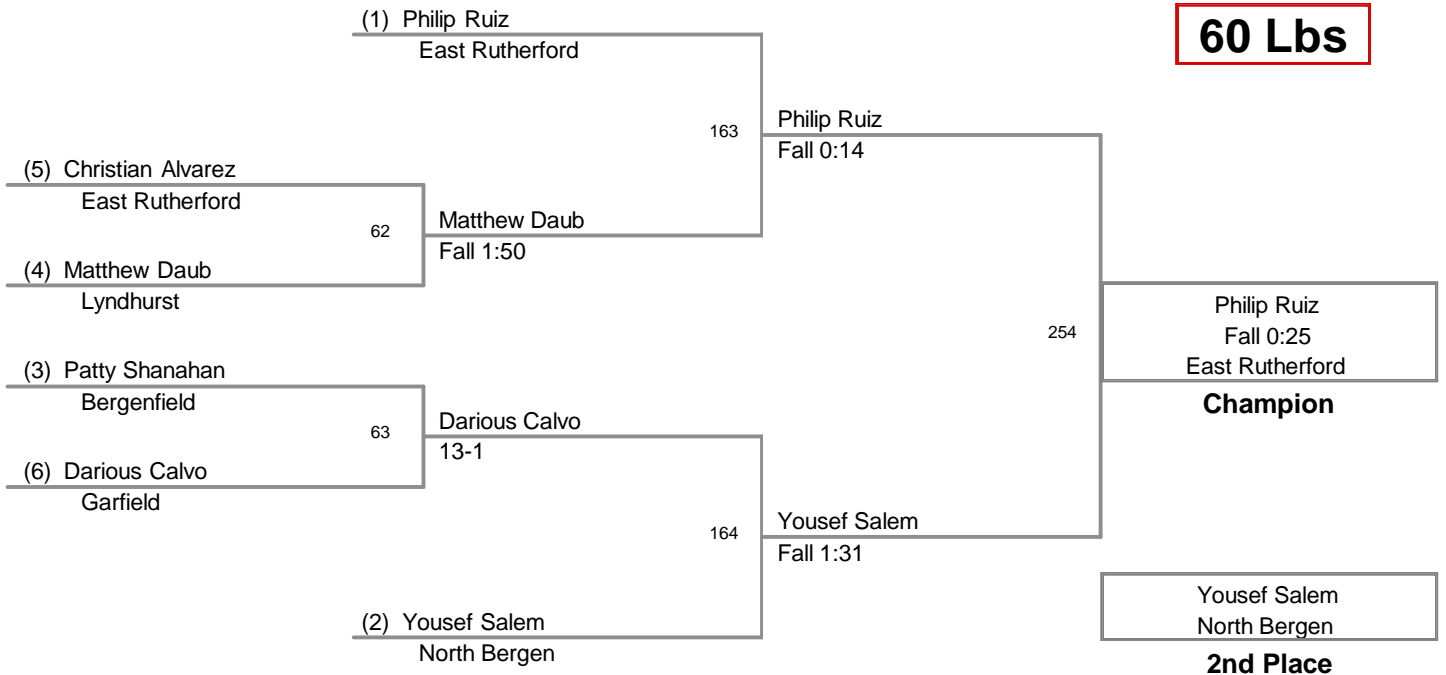 (1) Philip Ruiz
East Rutherford
60 Lbs
163
Philip Ruiz
Fall 0:14
(5) Christian Alvarez
East Rutherford
62
Matthew Daub
Fall 1:50
(4) Matthew Daub
Lyndhurst
254
Philip Ruiz
Fall 0:25
East Rutherford
Champion
(3) Patty Shanahan
Bergenfield
63
Darious Calvo
13-1
(6) Darious Calvo
Garfield
164
Yousef Salem
Fall 1:31
(2) Yousef Salem
North Bergen
Yousef Salem
North Bergen
2nd Place